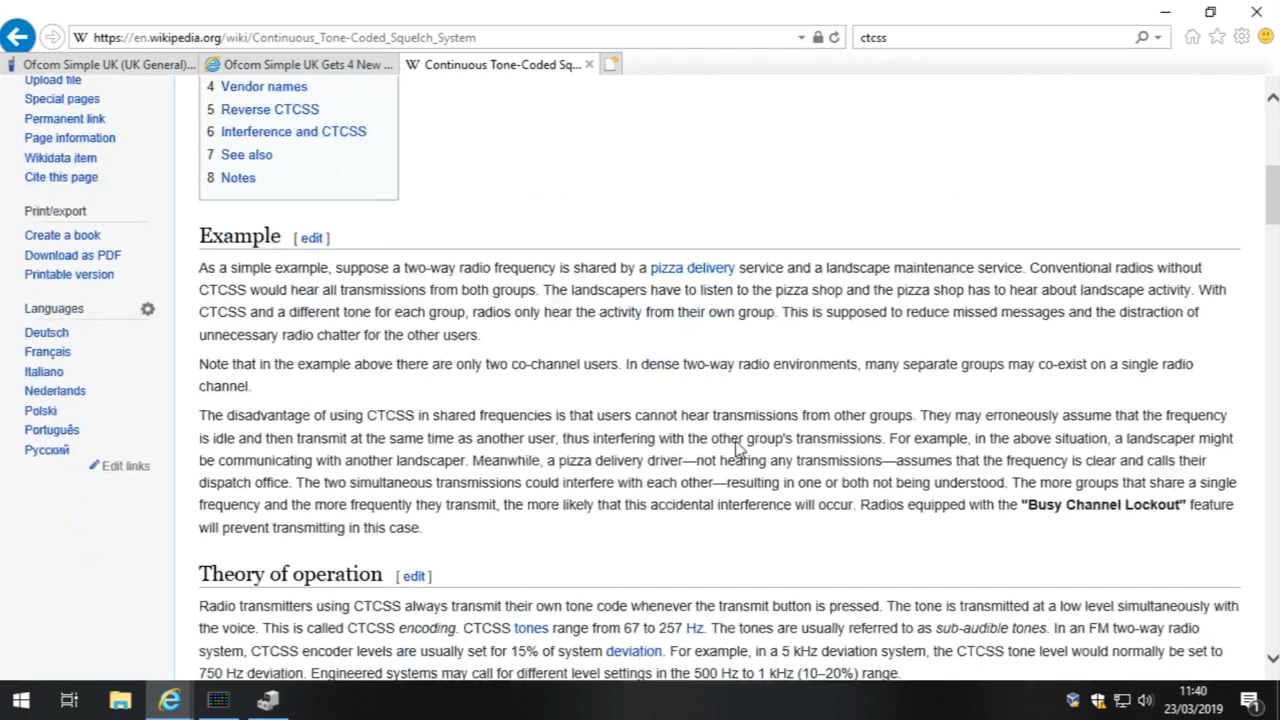 https://en.wikipedia.org/wiki/Continuous_Tone-Coded_Squelch_System
ctcss
Ofcom Simple UK (UK General)...
Ofcom Simple UK Gets 4 New ...
W Continuous Tone-Coded Sq...
Upload file
Special pages
Permanent link
Page information
Wikidata item
Cite this page
Print/export
Create a book
Download as PDF
Printable version
Languages
Deutsch
Français
Italiano
Nederlands
Polski
Português
Русский
Edit links
4 Vendor names
5 Reverse CTCSS
6 Interference and CTCSS
7 See also
8 Notes
Example [ edit ]
As a simple example, suppose a two-way radio frequency is shared by a pizza delivery service and a landscape maintenance service. Conventional radios without
CTCSS would hear all transmissions from both groups. The landscapers have to listen to the pizza shop and the pizza shop has to hear about landscape activity. With
CTCSS and a different tone for each group, radios only hear the activity from their own group. This is supposed to reduce missed messages and the distraction of
unnecessary radio chatter for the other users.
Note that in the example above there are only two co-channel users. In dense two-way radio environments, many separate groups may co-exist on a single radio
channel.
The disadvantage of using CTCSS in shared frequencies is that users cannot hear transmissions from other groups. They may erroneously assume that the frequency
is idle and then transmit at the same time as another user, thus interfering with the other group's transmissions. For example, in the above situation, a landscaper might
be communicating with another landscaper. Meanwhile, a pizza delivery driver—not hearing any transmissions—assumes that the frequency is clear and calls their
dispatch office. The two simultaneous transmissions could interfere with each other—resulting in one or both not being understood. The more groups that share a single
frequency and the more frequently they transmit, the more likely that this accidental interference will occur. Radios equipped with the "Busy Channel Lockout" feature
will prevent transmitting in this case.
Theory of operation [ edit ]
Radio transmitters using CTCSS always transmit their own tone code whenever the transmit button is pressed. The tone is transmitted at a low level simultaneously with
the voice. This is called CTCSS encoding. CTCSS tones range from 67 to 257 Hz. The tones are usually referred to as sub-audible tones. In an FM two-way radio
system, CTCSS encoder levels are usually set for 15% of system deviation. For example, in a 5 kHz deviation system, the CTCSS tone level would normally be set to
750 Hz deviation. Engineered systems may call for different level settings in the 500 Hz to 1 kHz (10–20%) range.
11:40
23/03/2019